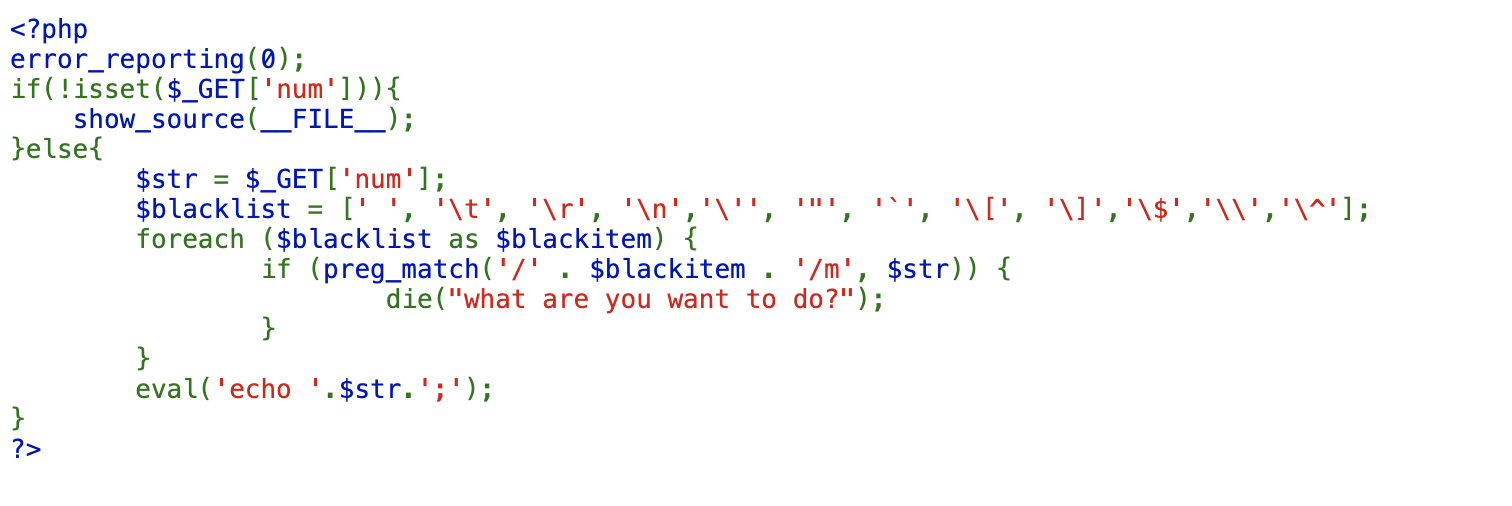 <?php
error_reporting(0);
if(!isset($_GET['num'])){
    show_source(__FILE__);
}else{
        $str = $_GET['num'];
        $blacklist = [' ', '\t', '\r', '\n','\'', '"', '`', '\[', '\]','\$','\\','\^'];
        foreach ($blacklist as $blackitem) {
                if (preg_match('/' . $blackitem . '/m', $str)) {
                        die("what are you want to do?");
                }
        }
        eval('echo '.$str.';');
}
?>